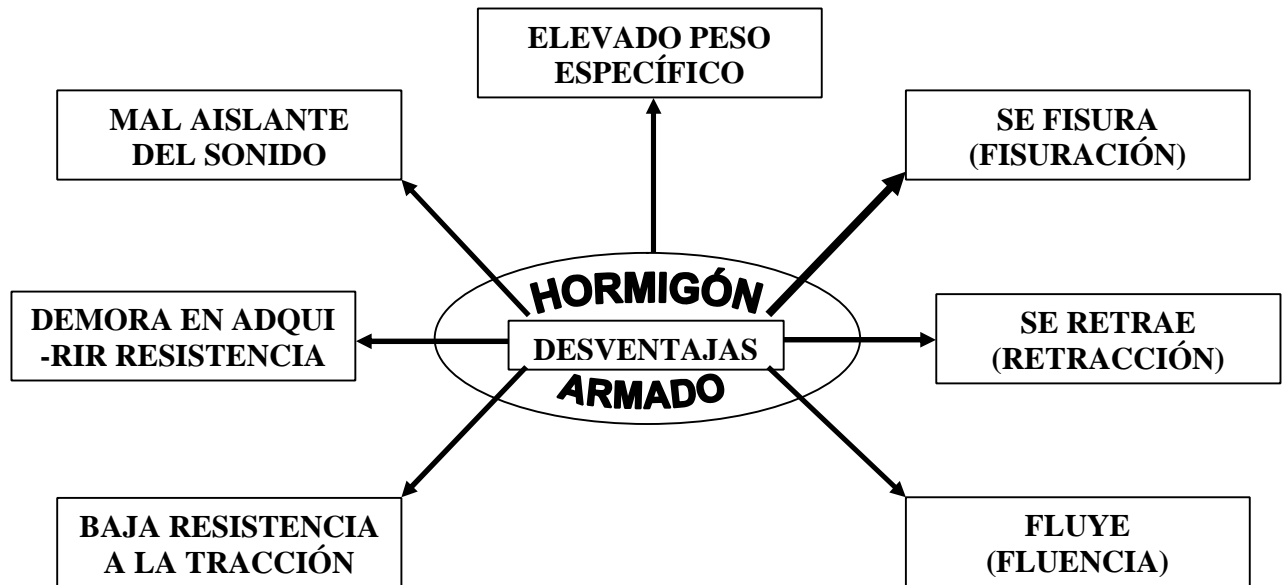 ELEVADO PESO
ESPECÍFICO
MAL AISLANTE
DEL SONIDO
SE FISURA
(FISURACIÓN)
HORMIGÓN
DESVENTAJAS
ARMADO
DEMORA EN ADQUI
-RIR RESISTENCIA
SE RETRAE
(RETRACCIÓN)
BAJA RESISTENCIA
A LA TRACCIÓN
FLUYE
(FLUENCIA)